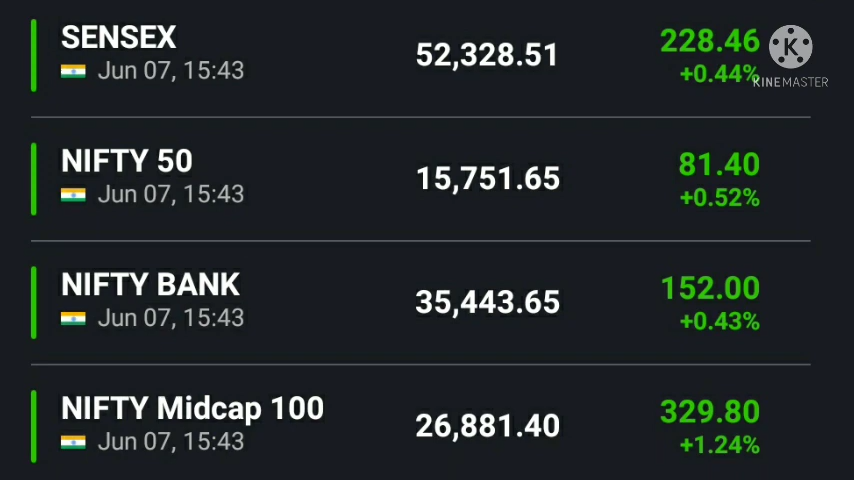 SENSEX
52,328.51
228.46
Jun 07, 15:43
+0.44%
K
KINEMASTER
NIFTY 50
15,751.65
81.40
Jun 07, 15:43
+0.52%
NIFTY BANK
35,443.65
152.00
Jun 07, 15:43
+0.43%
NIFTY Midcap 100
26,881.40
329.80
Jun 07, 15:43
+1.24%